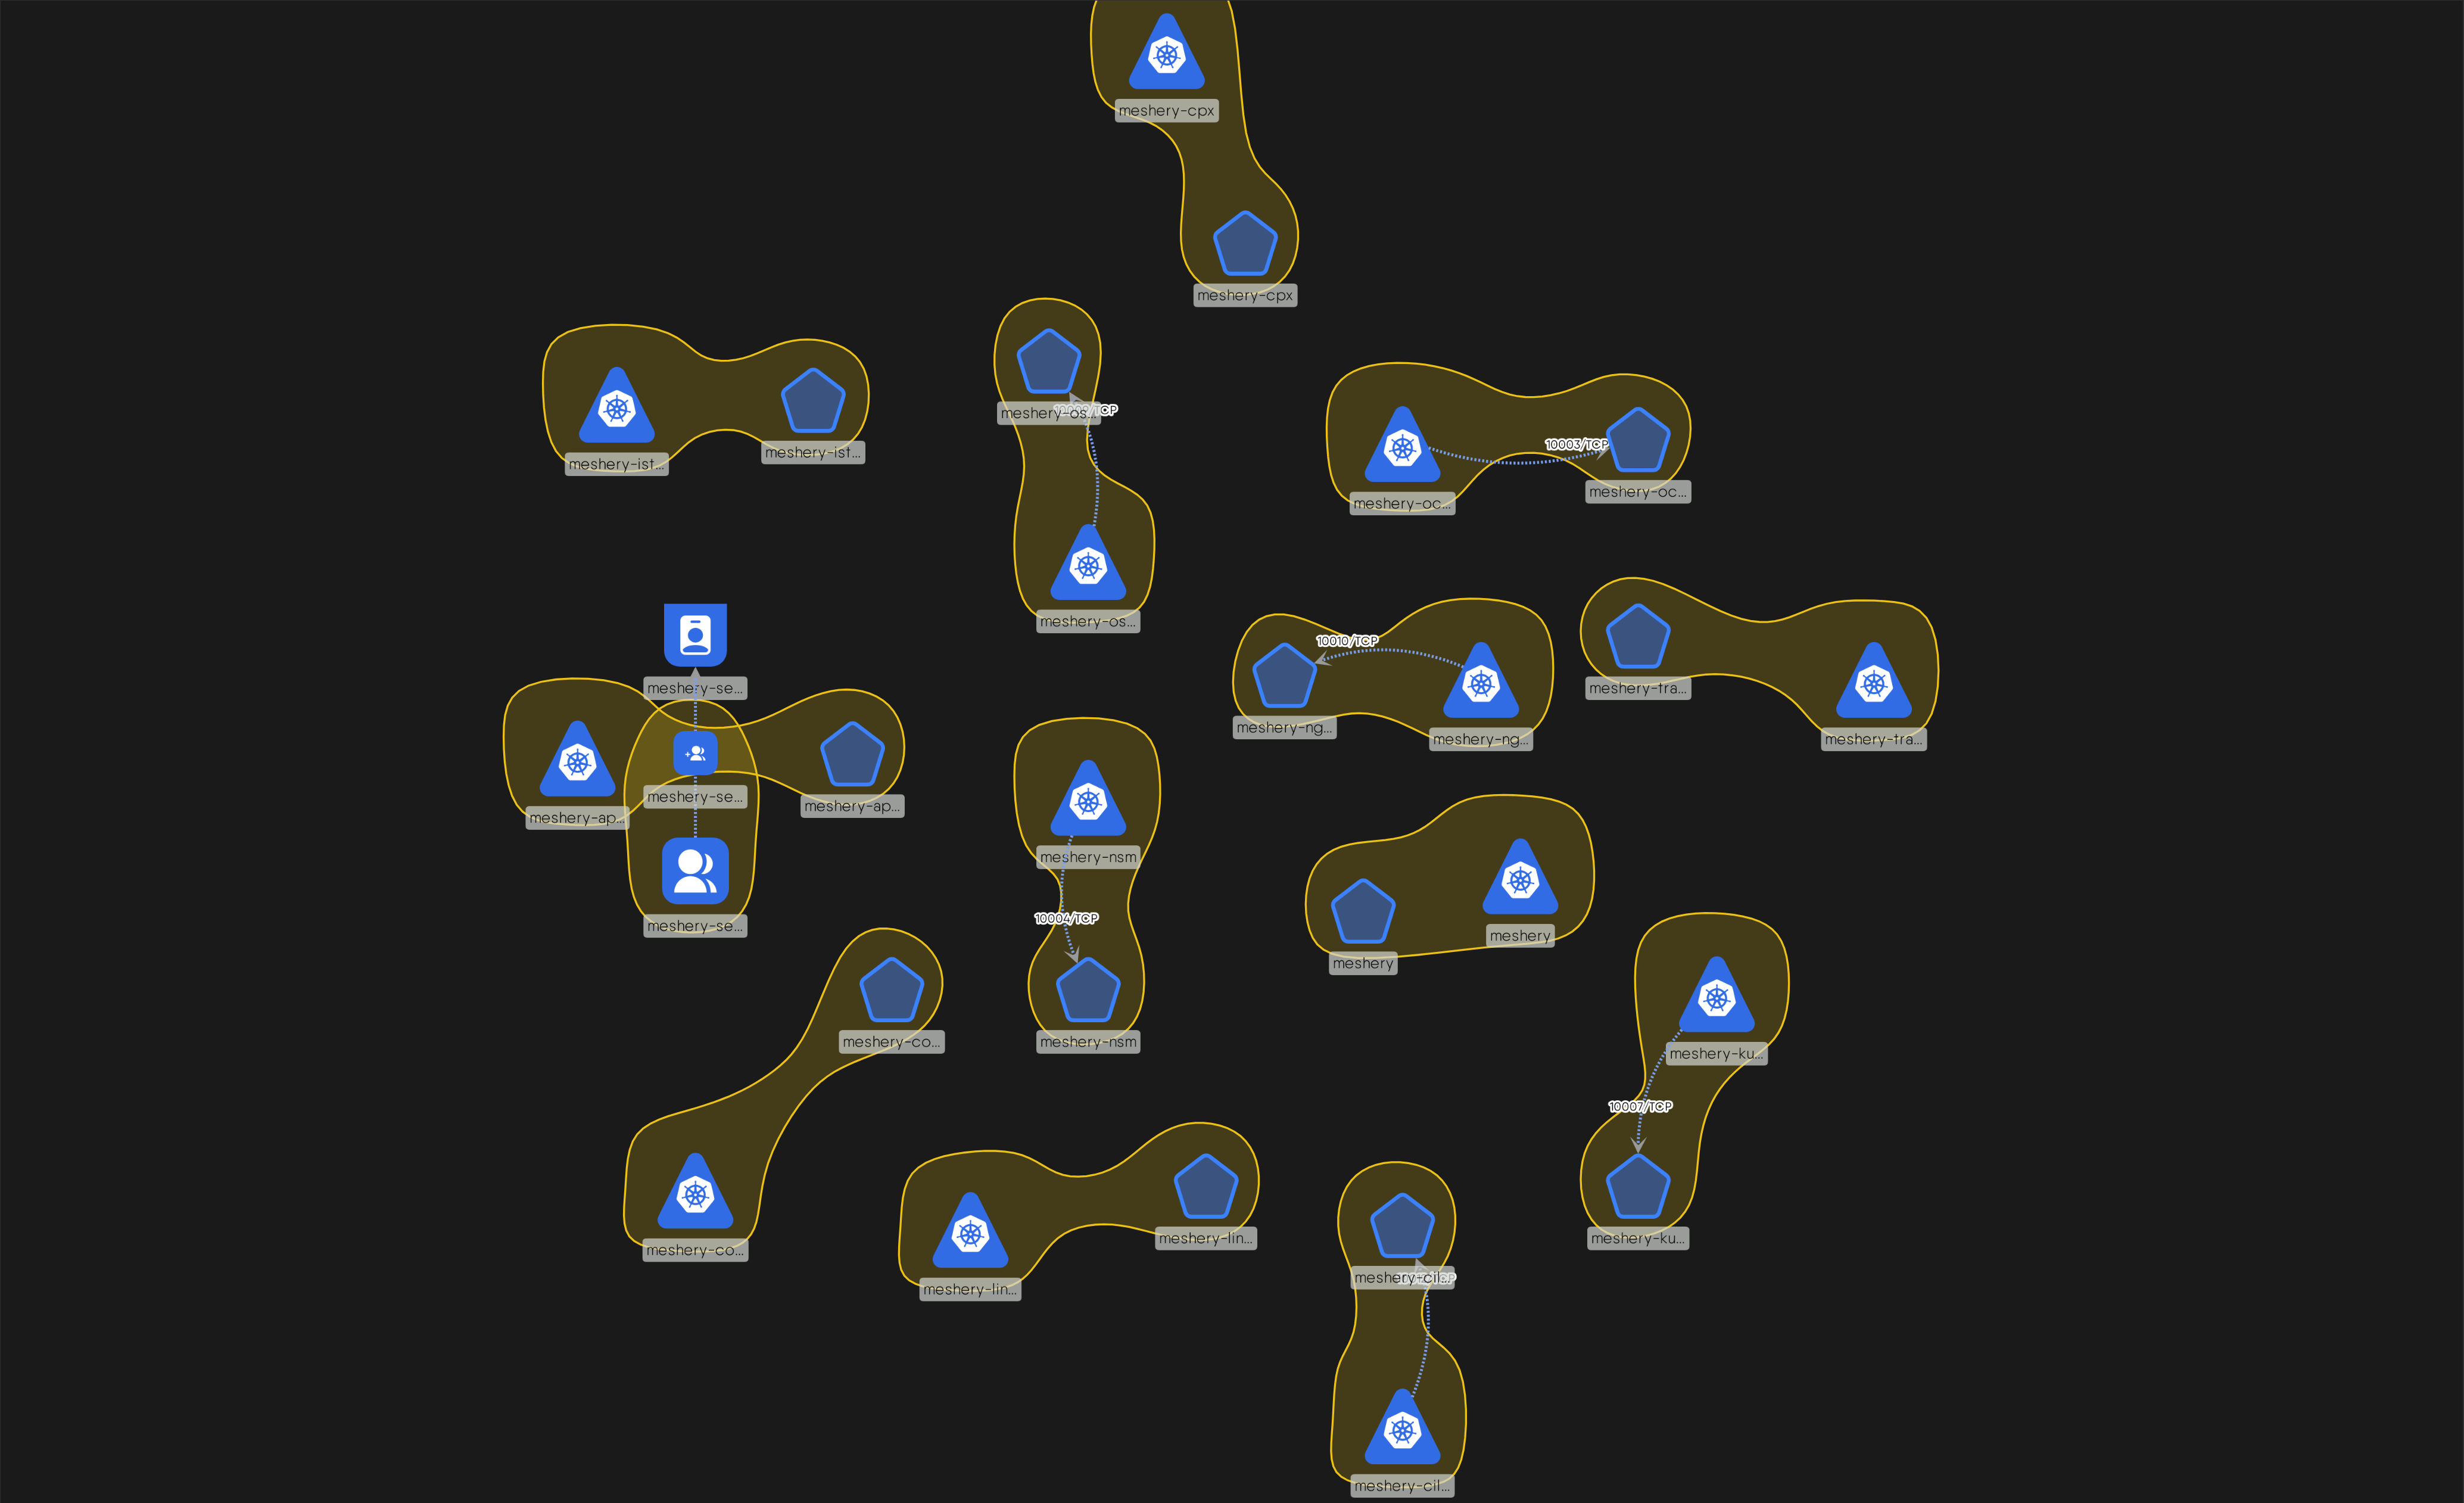 meshery-cpx
meshery-cpx
meshery-os...
meshery-ist...
meshery-ist...
10003/TCP
meshery-oc...
meshery-oc...
meshery-os...
10010/TCP
meshery-se...
meshery-tra...
meshery-ng...
meshery-ng...
meshery-tra...
meshery-se...
meshery-ap...
meshery-ap...
meshery-nsm
10004/TCP
meshery-se...
meshery
meshery
meshery-co...
meshery-nsm
meshery-ku...
10007/TCP
meshery-ku...
meshery-lin...
meshery-co...
meshery-cil...
meshery-lin...
meshery-cil...